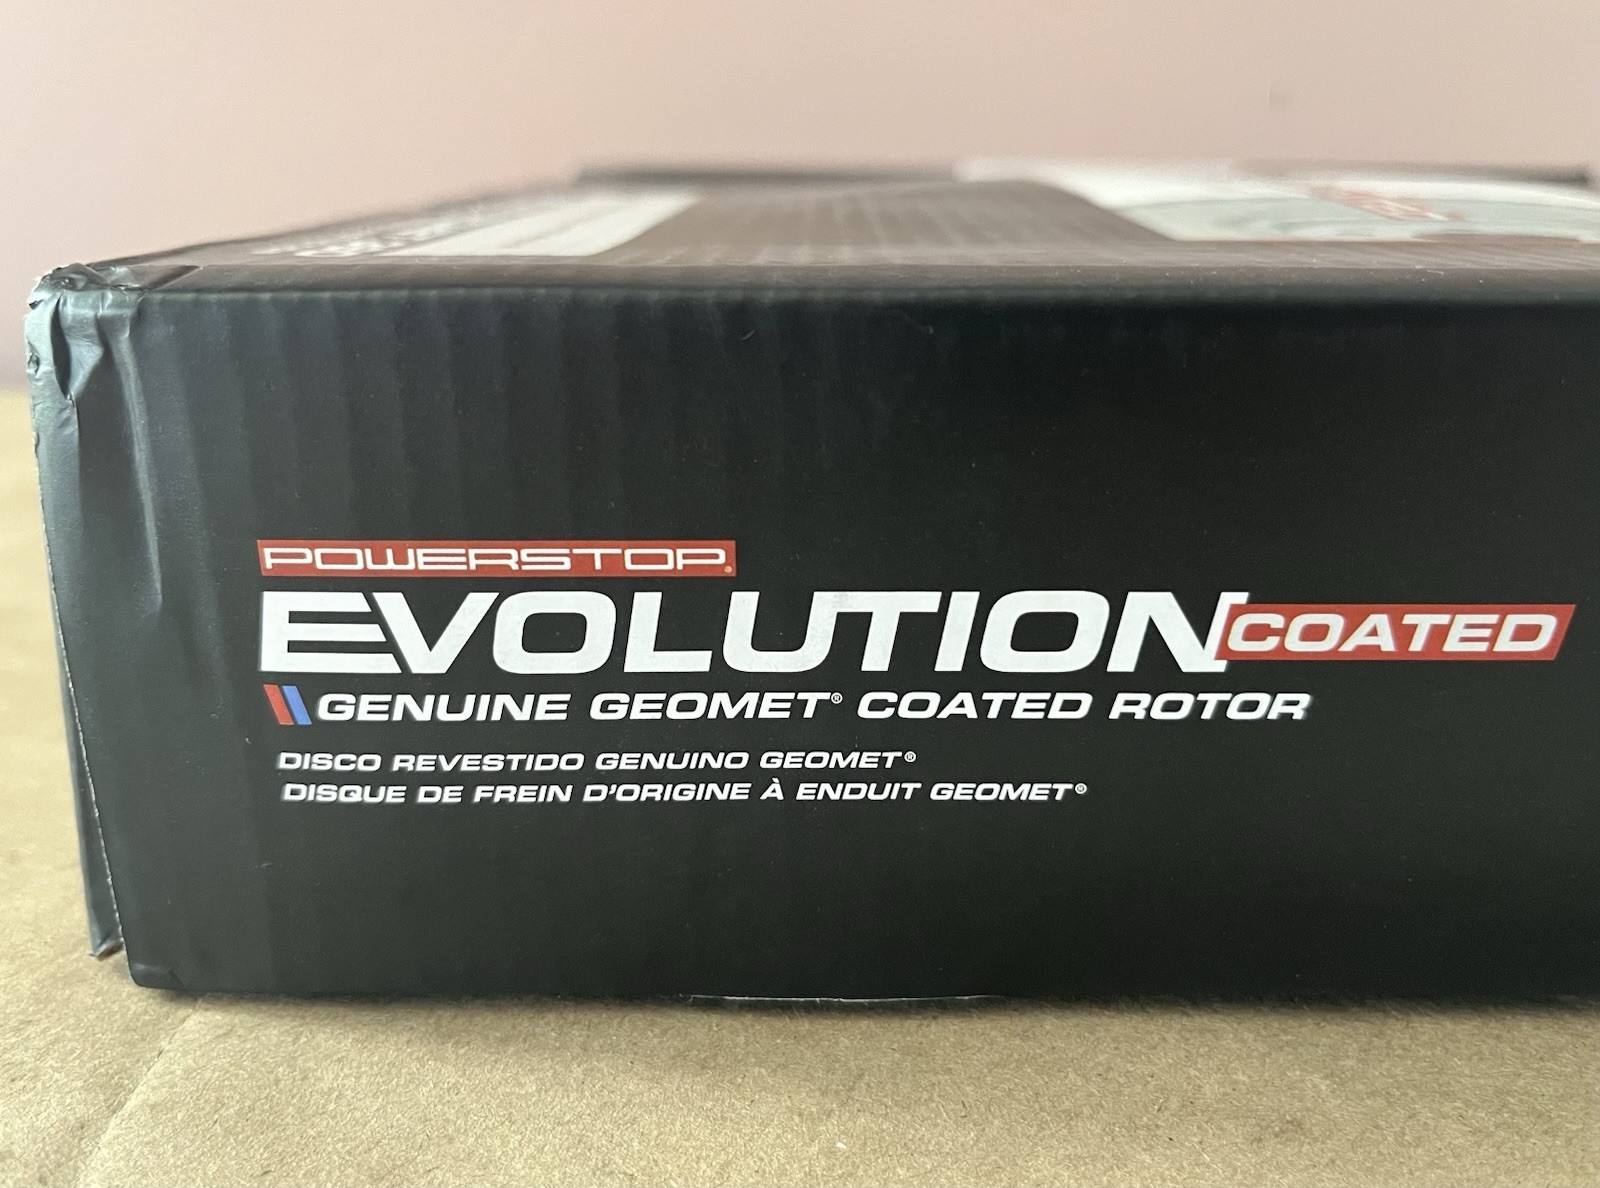 POWERSTOP®
EVOLUTION COATED
GENUINE GEOMET® COATED ROTOR
DISCO REVESTIDO GENUINO GEOMET®
DISQUE DE FREIN D'ORIGINE À ENDUIT GEOMET®